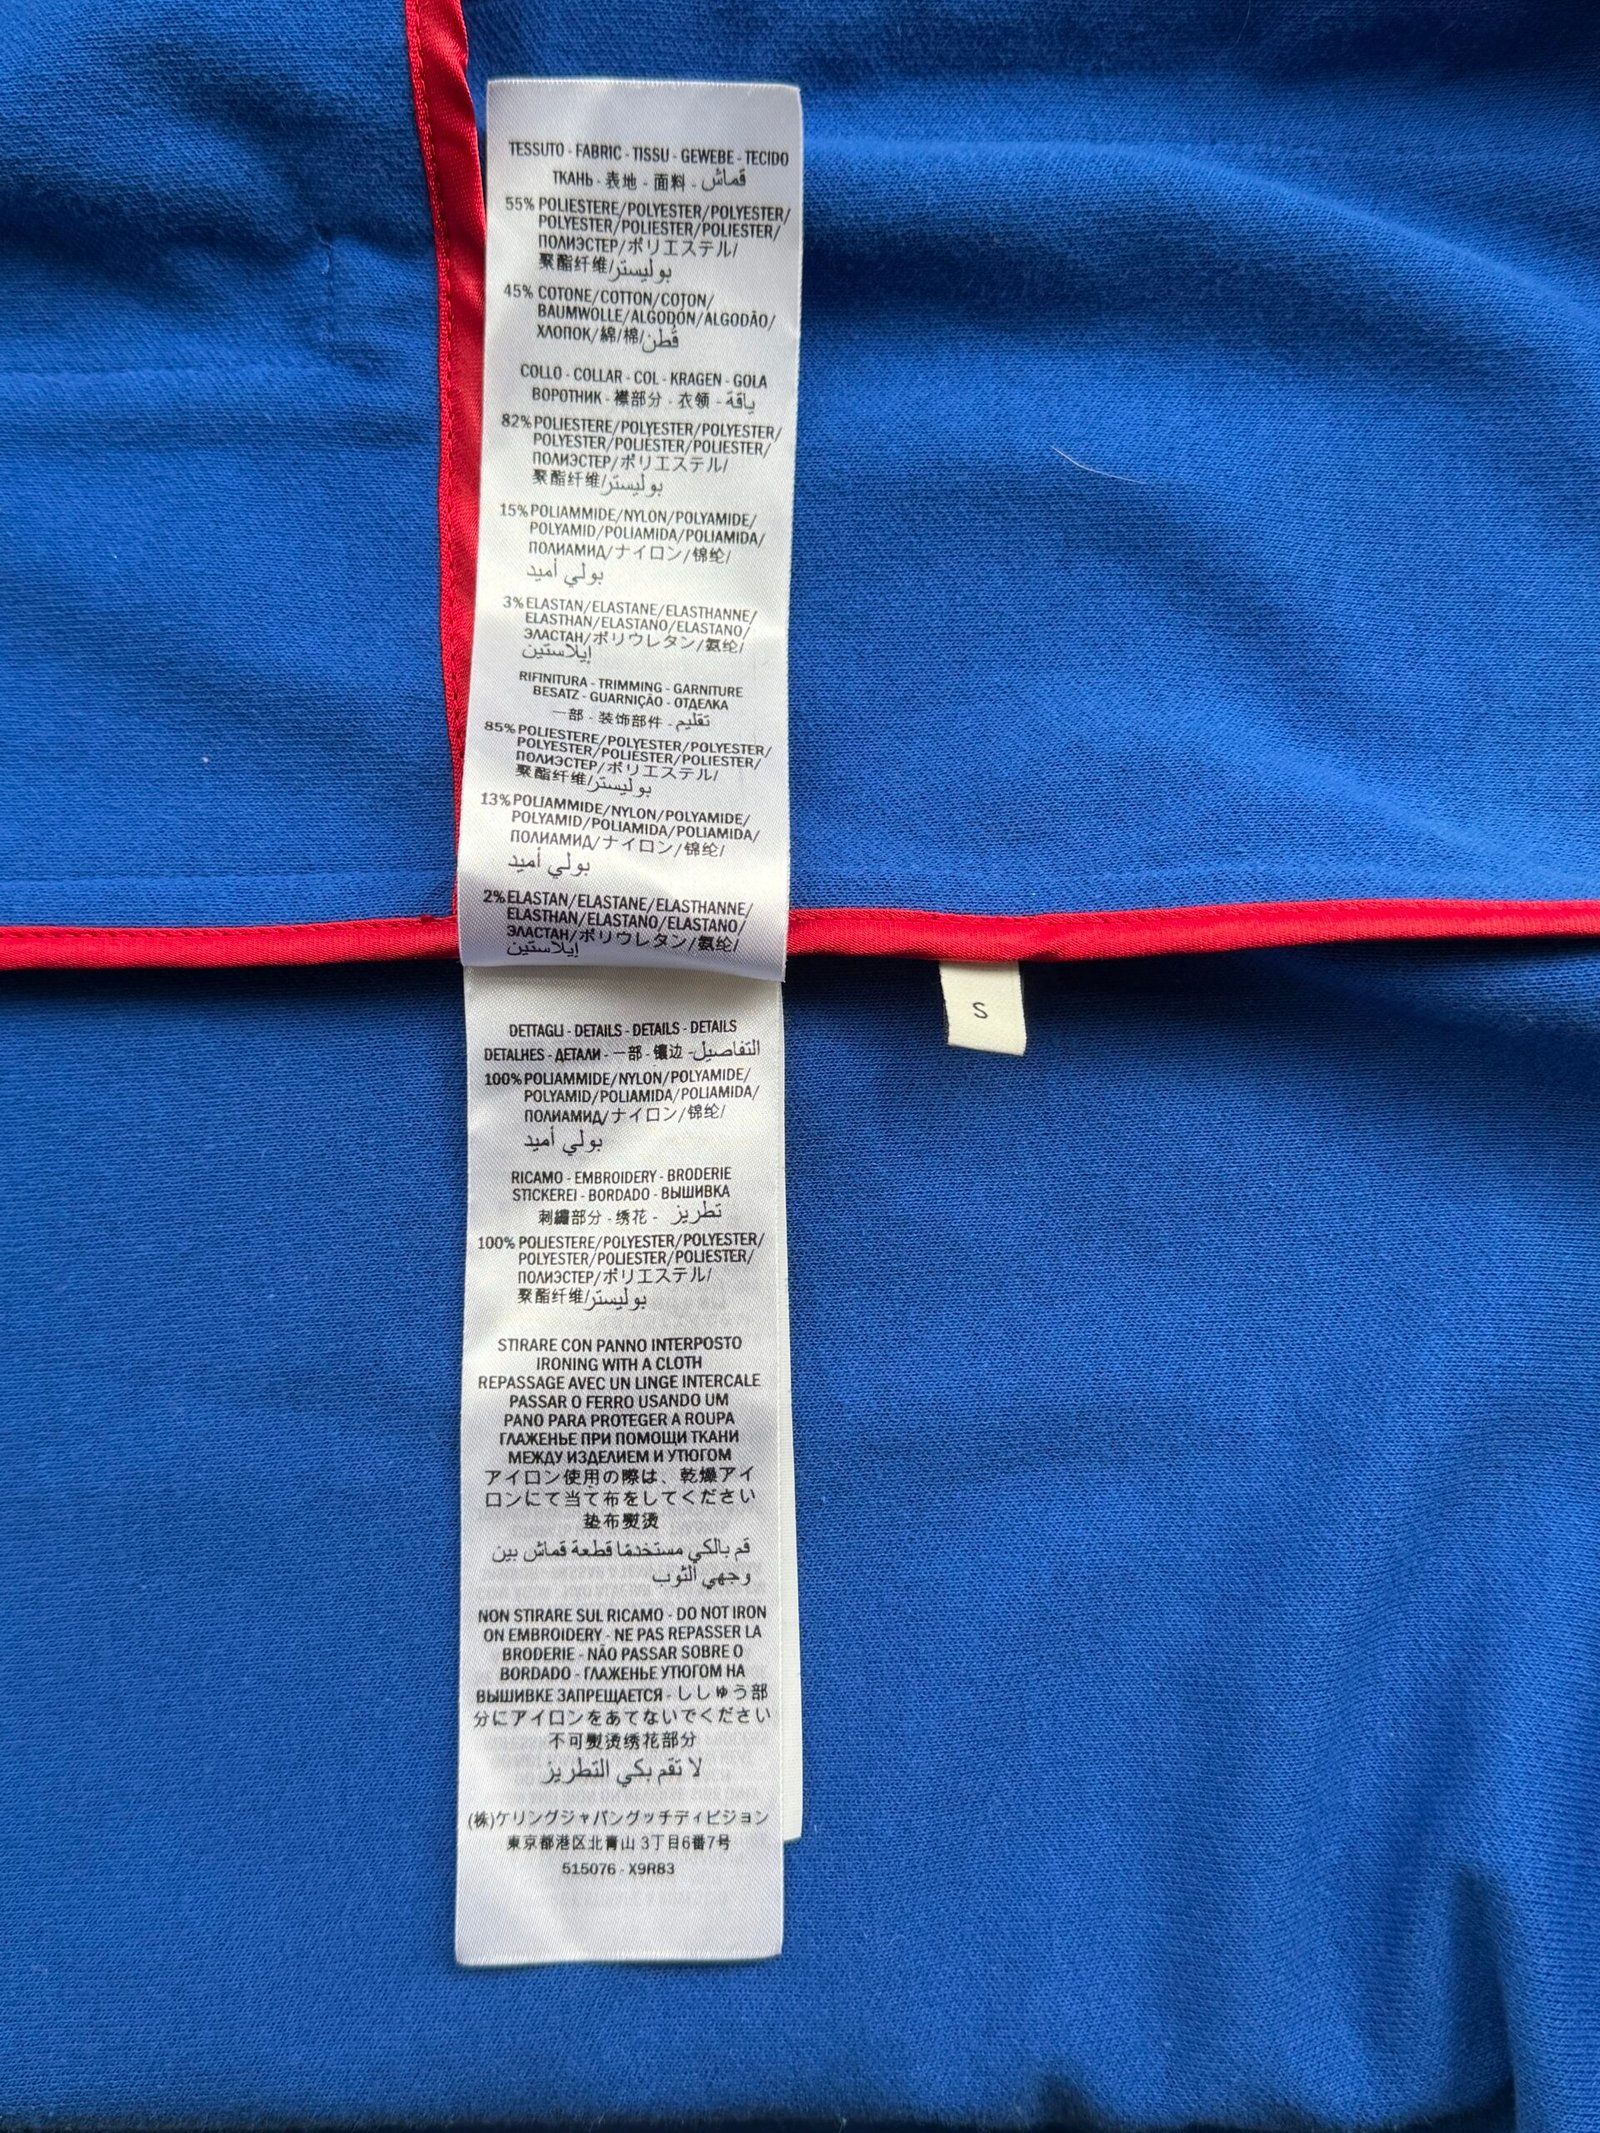 TESSUTO - FABRIC - TISSU - GEWEBE - TECIDO
ТКАНЬ - 表地 - 面料 - قماش
55% POLIESTERE/POLYESTER/POLYESTER/
POLYESTER/POLIESTER/POLIESTER/
ПОЛИЭСТЕР/ポリエステル/
聚酯纤维/بوليستر
45% COTONE/COTTON/COTON/
BAUMWOLLE/ALGODÓN/ALGODÃO/
ХЛОПОК/綿/棉/قطن
COLLO - COLLAR - COL - KRAGEN - GOLA
ВОРОТНИК - 襟部分 - 衣领 - ياقة
82% POLIESTERE/POLYESTER/POLYESTER/
POLYESTER/POLIESTER/POLIESTER/
ПОЛИЭСТЕР/ポリエステル/
聚酯纤维/بوليستر
15% POLIAMMIDE/NYLON/POLYAMIDE/
POLYAMID/POLIAMIDA/POLIAMIDA/
ПОЛИАМИД/ナイロン/锦纶/
بولي أميد
3% ELASTAN/ELASTANE/ELASTHANNE/
ELASTHAN/ELASTANO/ELASTANO/
ЭЛАСТАН/ポリウレタン/氨纶/
إيلاستين
RIFINITURA - TRIMMING - GARNITURE
BESATZ - GUARNIÇÃO - ОТДЕЛКА
一部 - 装饰部件 - تقليم
85% POLIESTERE/POLYESTER/POLYESTER/
POLYESTER/POLIESTER/POLIESTER/
ПОЛИЭСТЕР/ポリエステル/
聚酯纤维/بوليستر
13% POLIAMMIDE/NYLON/POLYAMIDE/
POLYAMID/POLIAMIDA/POLIAMIDA/
ПОЛИАМИД/ナイロン/锦纶/
بولي أميد
2% ELASTAN/ELASTANE/ELASTHANNE/
ELASTHAN/ELASTANO/ELASTANO/
ЭЛАСТАН/ポリウレタン/氨纶/
إيلاستين
S
DETTAGLI - DETAILS - DETAILS - DETAILS
DETALHES - ДЕТАЛИ - 一部 - 镶边 - التفاصيل
100% POLIAMMIDE/NYLON/POLYAMIDE/
POLYAMID/POLIAMIDA/POLIAMIDA/
ПОЛИАМИД/ナイロン/锦纶/
بولي أميد
RICAMO - EMBROIDERY - BRODERIE
STICKEREI - BORDADO - ВЫШИВКА
刺繍部分 - 绣花 - تطريز
100% POLIESTERE/POLYESTER/POLYESTER/
POLYESTER/POLIESTER/POLIESTER/
ПОЛИЭСТЕР/ポリエステル/
聚酯纤维/بوليستر
STIRARE CON PANNO INTERPOSTO
IRONING WITH A CLOTH
REPASSAGE AVEC UN LINGE INTERCALE
PASSAR O FERRO USANDO UM
PANO PARA PROTEGER A ROUPA
ГЛАЖЕНЬЕ ПРИ ПОМОЩИ ТКАНИ
МЕЖДУ ИЗДЕЛИЕМ И УТЮГОМ
アイロン使用の際は、乾燥アイ
ロンにて当て布をしてください
垫布熨烫
قم بالكي مستخدمًا قطعة قماش بين
وجهي الثوب
NON STIRARE SUL RICAMO - DO NOT IRON
ON EMBROIDERY - NE PAS REPASSER LA
BRODERIE - NÃO PASSAR SOBRE O
BORDADO - ГЛАЖЕНЬЕ УТЮГОМ НА
ВЫШИВКЕ ЗАПРЕЩАЕТСЯ - ししゅう部
分にアイロンをあてないでください
不可熨烫绣花部分
لا تقم بكي التطريز
(株)ケリングジャパングッチディビジョン
東京都港区北青山 3丁目6番7号
515076 - X9R83